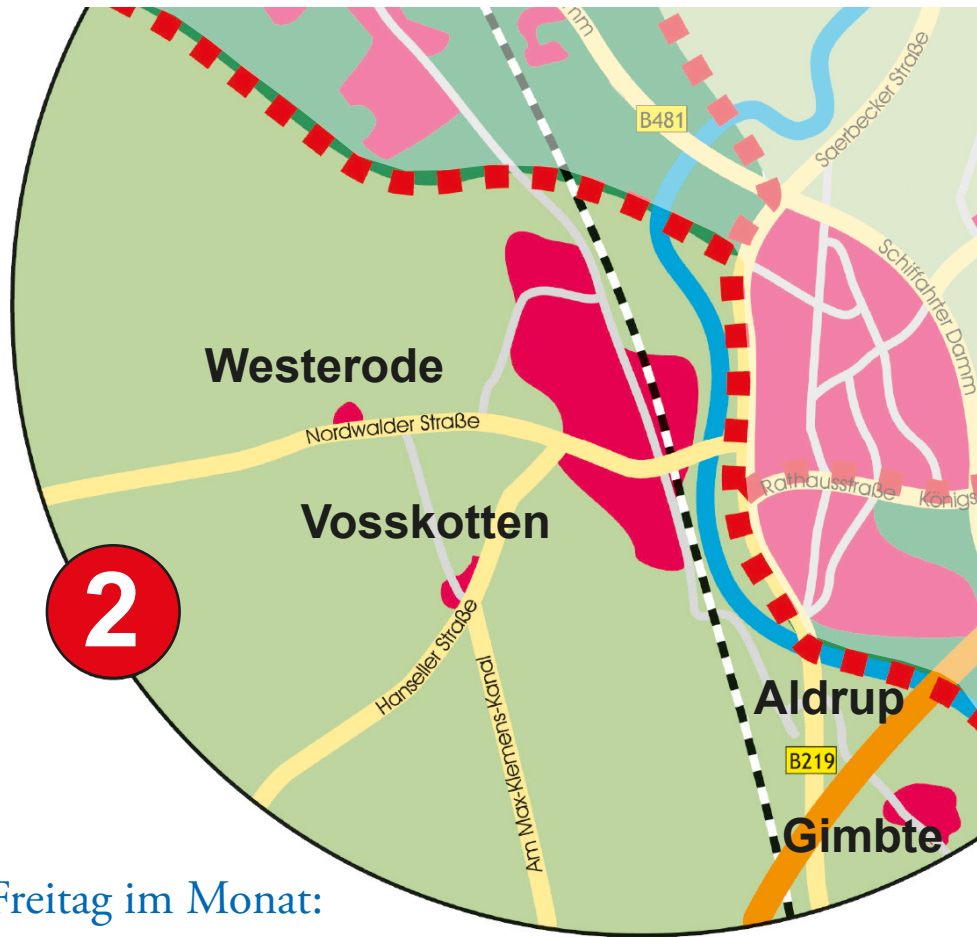 B481
Saerbecker Straße
Schiffahrter Damm
Westerode
Nordwalder Straße
Rathausstraße
Vosskotten
2
Hanseller Straße
Am Max-Klemens-Kanal
Aldrup
B219
Gimbte
Freitag im Monat: